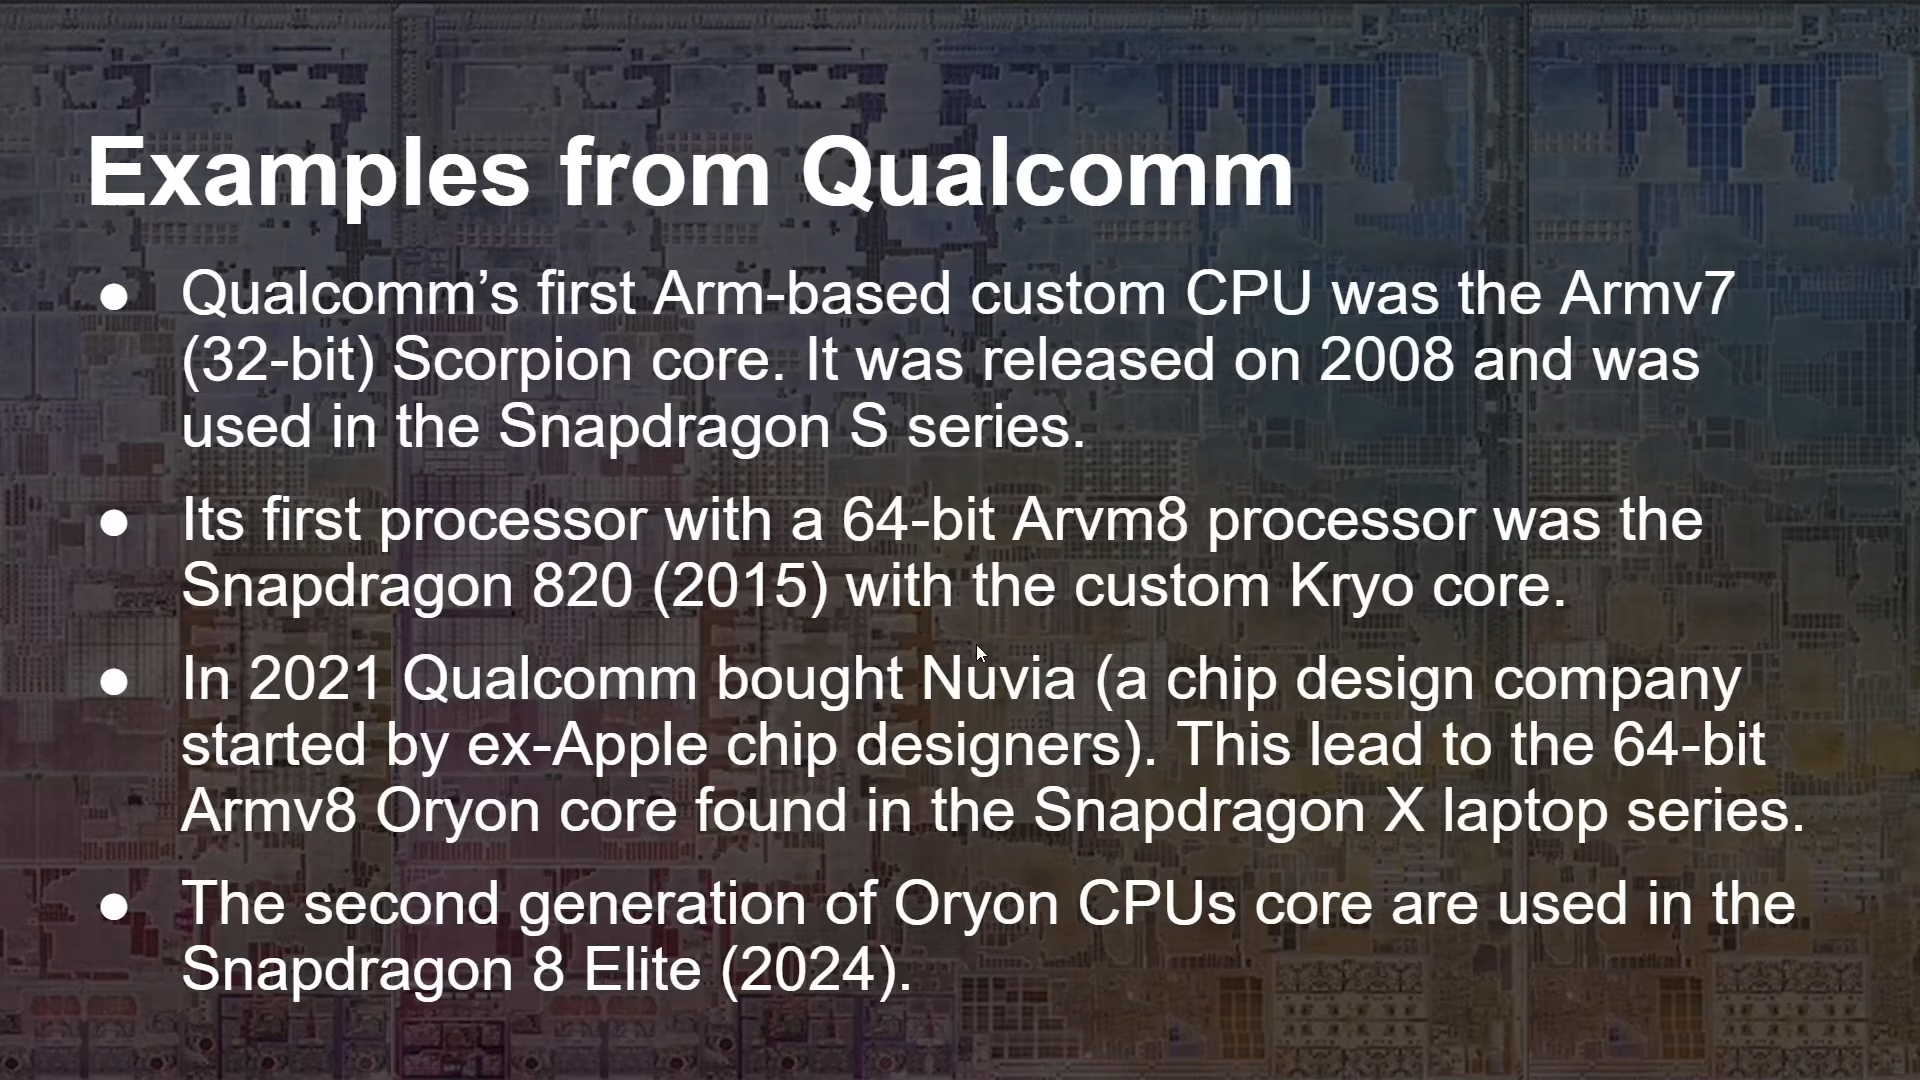 Examples from Qualcomm
● Qualcomm’s first Arm-based custom CPU was the Armv7
(32-bit) Scorpion core. It was released on 2008 and was
used in the Snapdragon S series.
● Its first processor with a 64-bit Arvm8 processor was the
Snapdragon 820 (2015) with the custom Kryo core.
● In 2021 Qualcomm bought Nuvia (a chip design company
started by ex-Apple chip designers). This lead to the 64-bit
Armv8 Oryon core found in the Snapdragon X laptop series.
● The second generation of Oryon CPUs core are used in the
Snapdragon 8 Elite (2024).